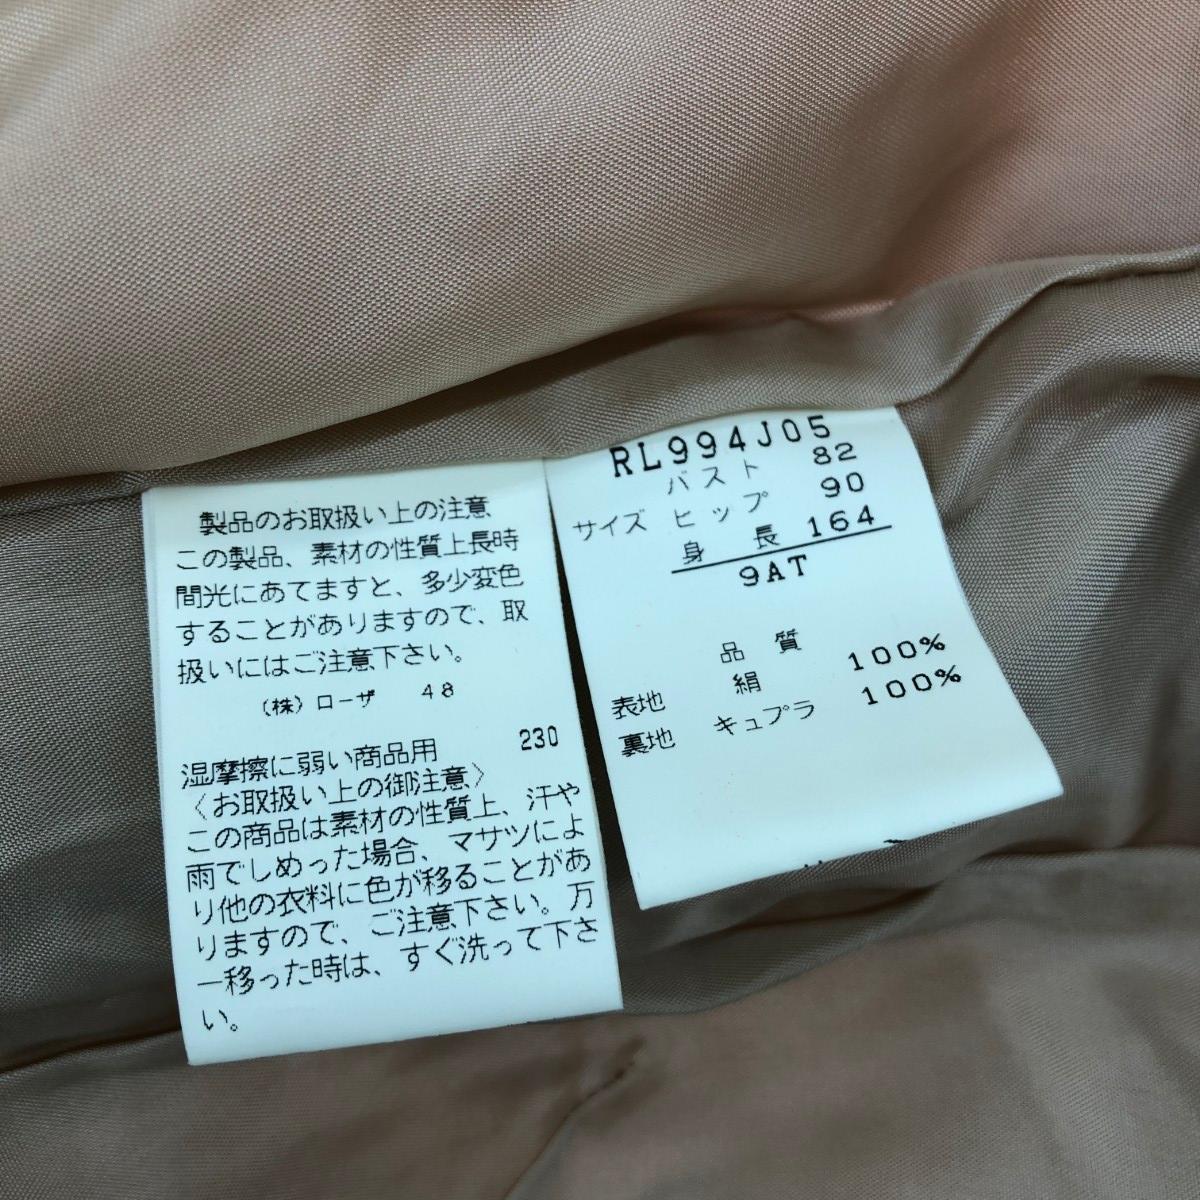 製品のお取扱い上の注意
この製品、素材の性質上長時
間光にあてますと、多少変色
することがありますので、取
扱いにはご注意下さい。
(株)ローザ 48
湿摩擦に弱い商品用 230
〈お取扱い上の御注意〉
この商品は素材の性質上、汗や
雨でしめった場合、マサツによ
り他の衣料に色が移ることがあ
りますので、ご注意下さい。万
一移った時は、すぐ洗って下さ
い。
RL994J05
バスト 82
サイズ ヒップ 90
身長 164
9AT
品質
表地 絹 100%
裏地 キュプラ 100%